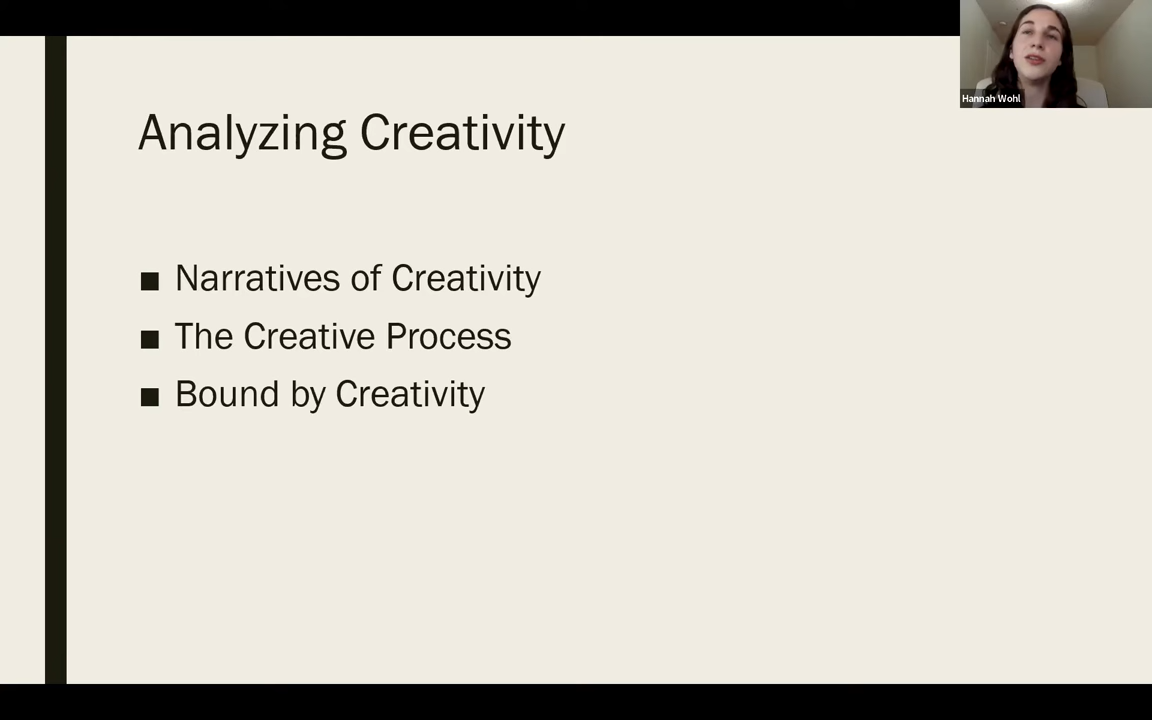 Hannah Wohl
Analyzing Creativity
■ Narratives of Creativity
■ The Creative Process
■ Bound by Creativity